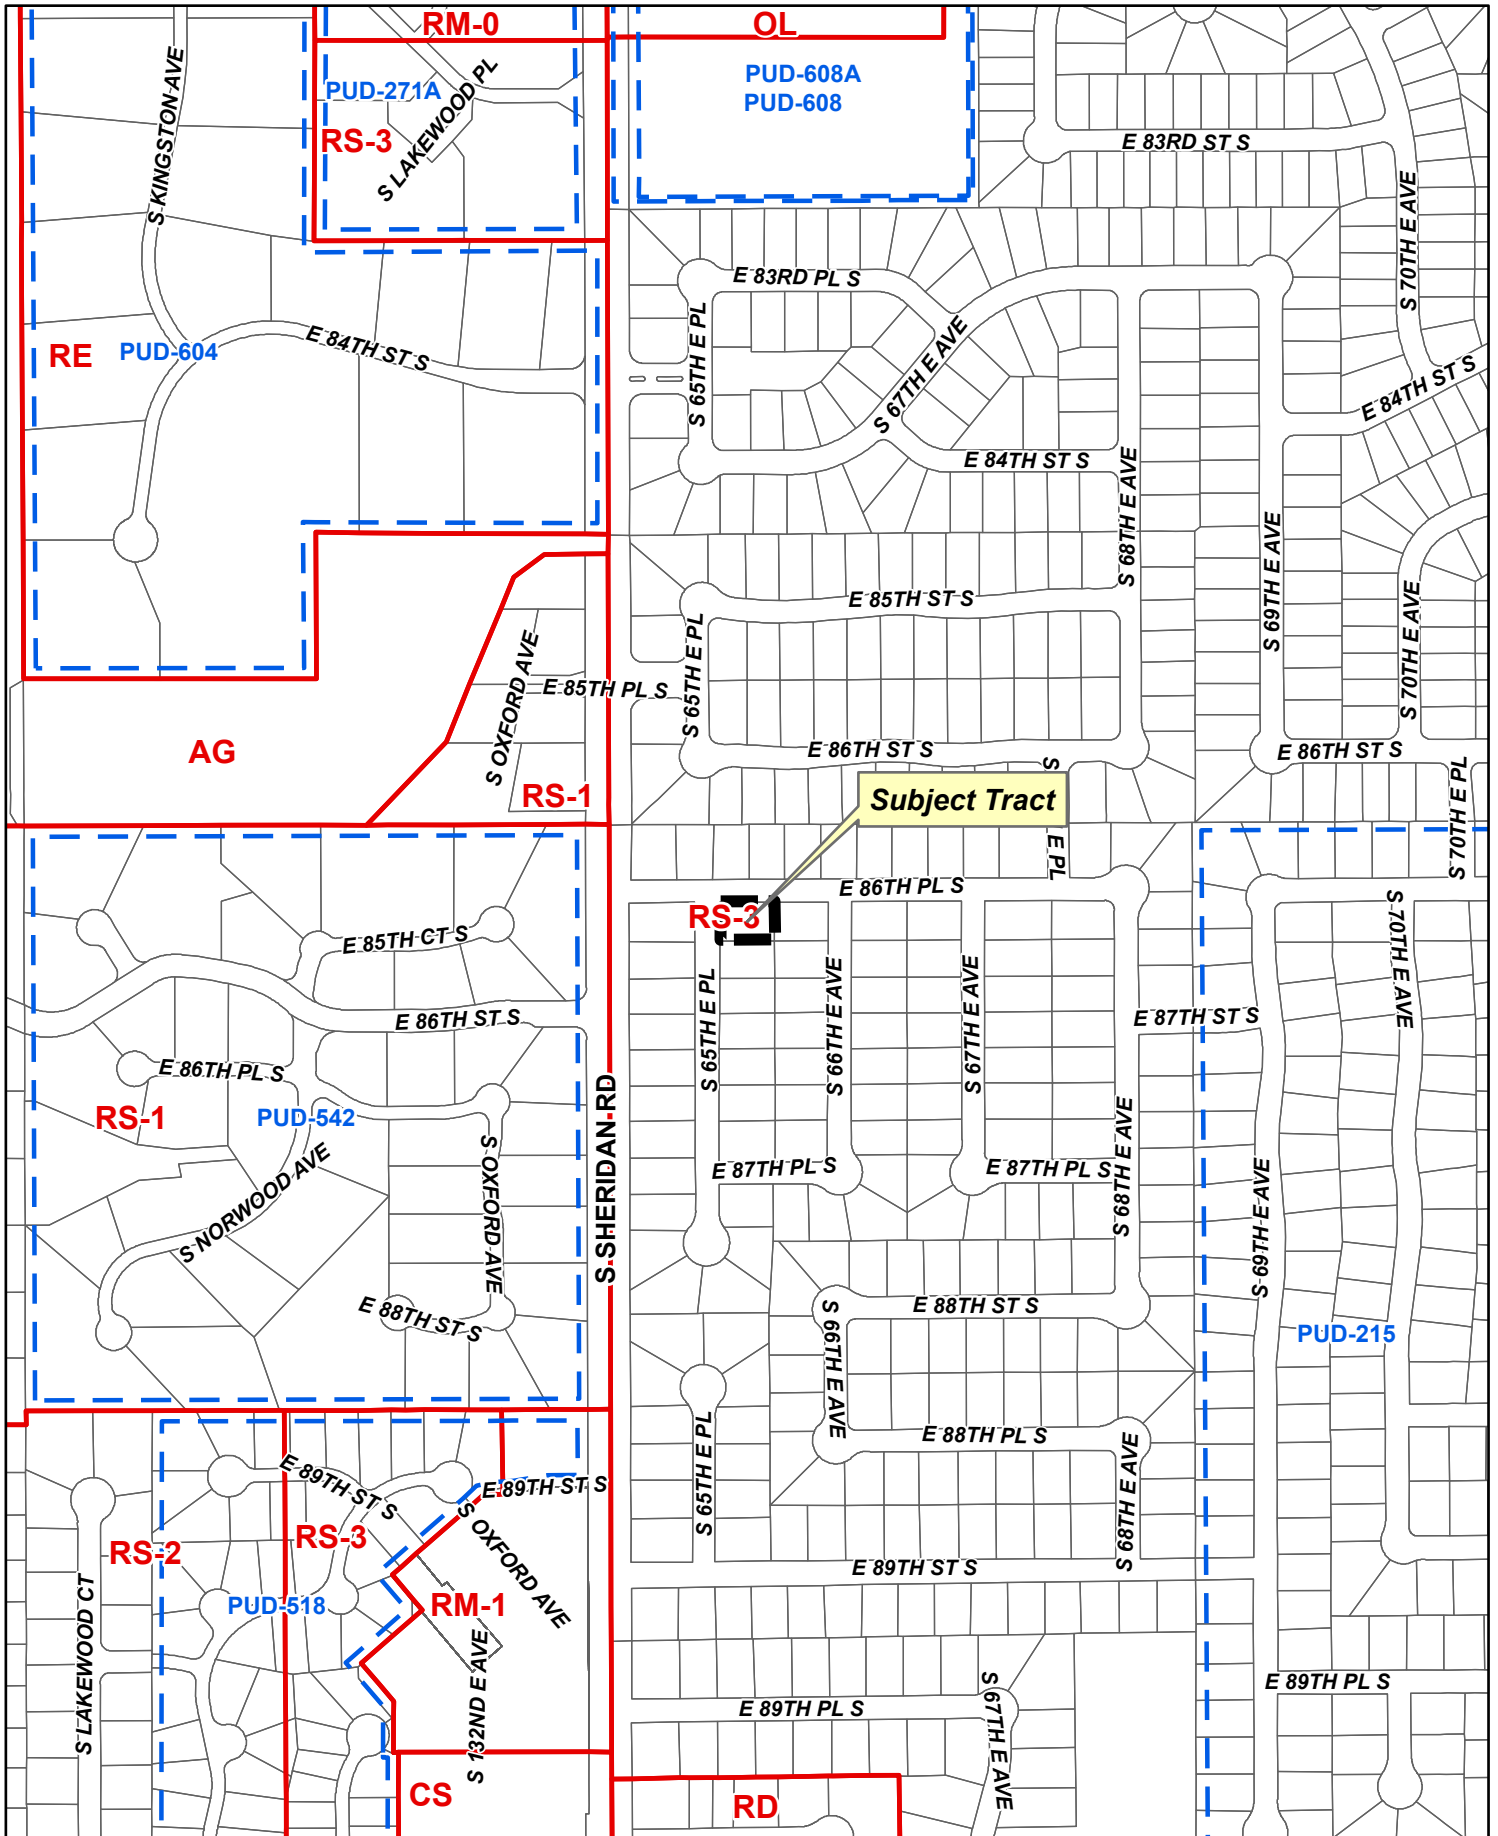 RM-0
OL
PUD-271A
RS-3
S LAKEWOOD PL
PUD-608A
PUD-608
S KINGSTON AVE
E 83RD ST S
S 70TH E AVE
E 83RD PL S
S 65TH E PL
S 67TH E AVE
RE
PUD-604
E 84TH ST S
E 84TH ST S
E 84TH ST S
S 68TH E AVE
S 69TH E AVE
E 85TH ST S
S 70TH E AVE
S OXFORD AVE
E 85TH PL S
S 65TH E PL
AG
RS-1
E 86TH ST S
E 86TH ST S
S 70TH E PL
S
E PL
Subject Tract
E 86TH PL S
RS-3
E 85TH CT S
E 86TH ST S
S 65TH E PL
S 66TH E AVE
S 67TH E AVE
E 87TH ST S
S 70TH E AVE
E 86TH PL S
RS-1
PUD-542
S NORWOOD AVE
S OXFORD AVE
S SHERIDAN RD
E 87TH PL S
E 87TH PL S
S 68TH E AVE
S 69TH E AVE
E 88TH ST S
E 88TH ST S
S 66TH E AVE
PUD-215
E 88TH PL S
S 65TH E PL
S 68TH E AVE
E 89TH ST S
E 89TH ST S
S OXFORD AVE
RS-2
RS-3
E 89TH ST S
PUD-518
RM-1
S LAKEWOOD CT
S 132ND E AVE
E 89TH PL S
S 67TH E AVE
E 89TH PL S
CS
RD